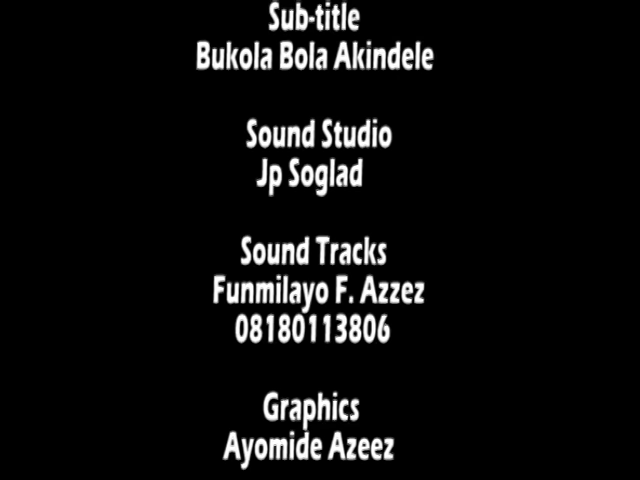 Sub-title
Bukola Bola Akindele
Sound Studio
Jp Soglad
Sound Tracks
Funmilayo F. Azzez
08180113806
Graphics
Ayomide Azeez